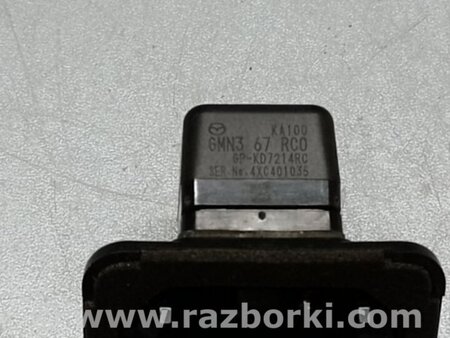 KA100
GMN3 67 RC0
GP-KD7214RC
SER.No.4XC401035
www.razborki.com